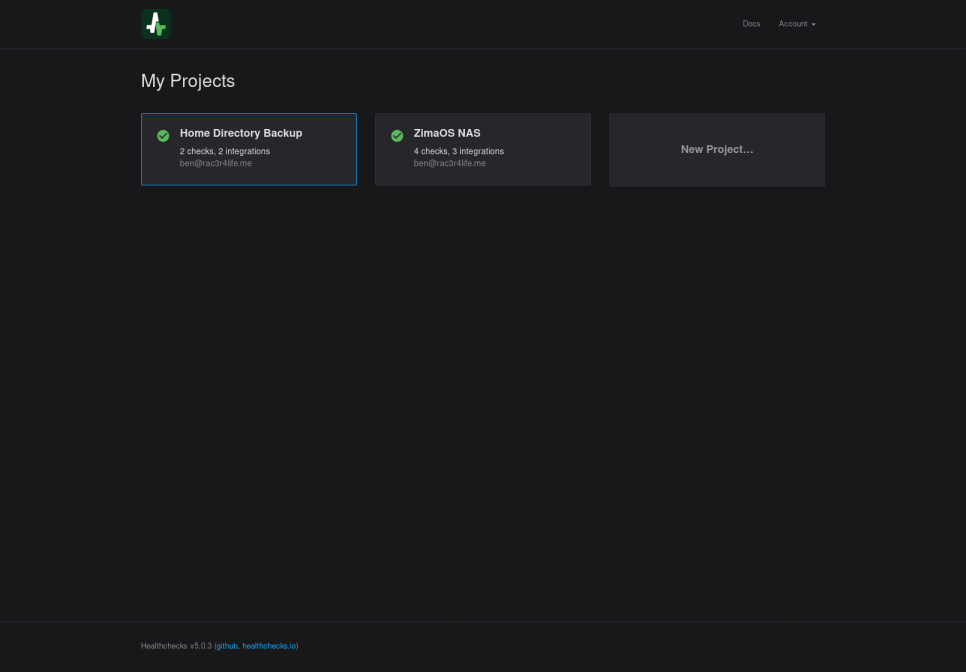 Docs
Account
My Projects
Home Directory Backup
2 checks, 2 integrations
ben@rac3r4life.me
ZimaOS NAS
4 checks, 3 integrations
ben@rac3r4life.me
New Project…
Healthchecks v5.0.3 (github, healthchecks.io)